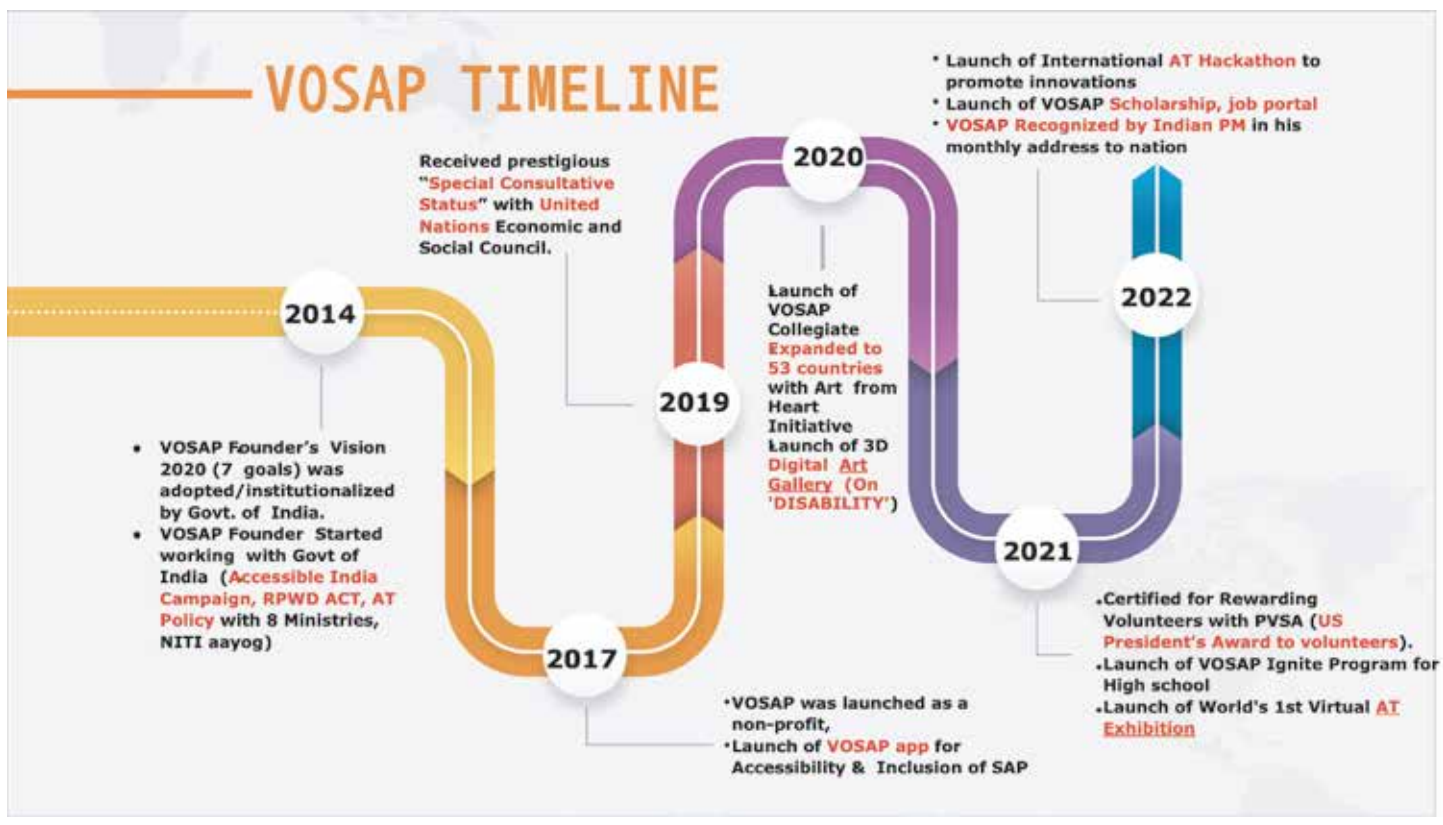 VOSAP TIMELINE
2014
• VOSAP Founder's Vision
2020 (7 goals) was
adopted/institutionalized
by Govt. of India.
• VOSAP Founder Started
working with Govt of
India (Accessible India
Campaign, RPWD ACT, AT
Policy with 8 Ministries,
NITI aayog)
2017
•VOSAP was launched as a
non-profit,
•Launch of VOSAP app for
Accessibility & Inclusion of SAP
Received prestigious
"Special Consultative
Status" with United
Nations Economic and
Social Council.
2019
2020
Launch of
VOSAP
Collegiate
Expanded to
53 countries
with Art from
Heart
Initiative
Launch of 3D
Digital Art
Gallery (On
'DISABILITY')
2021
•Certified for Rewarding
Volunteers with PVSA (US
President's Award to volunteers).
•Launch of VOSAP Ignite Program for
High school
•Launch of World's 1st Virtual AT
Exhibition
• Launch of International AT Hackathon to
promote innovations
• Launch of VOSAP Scholarship, job portal
• VOSAP Recognized by Indian PM in his
monthly address to nation
2022